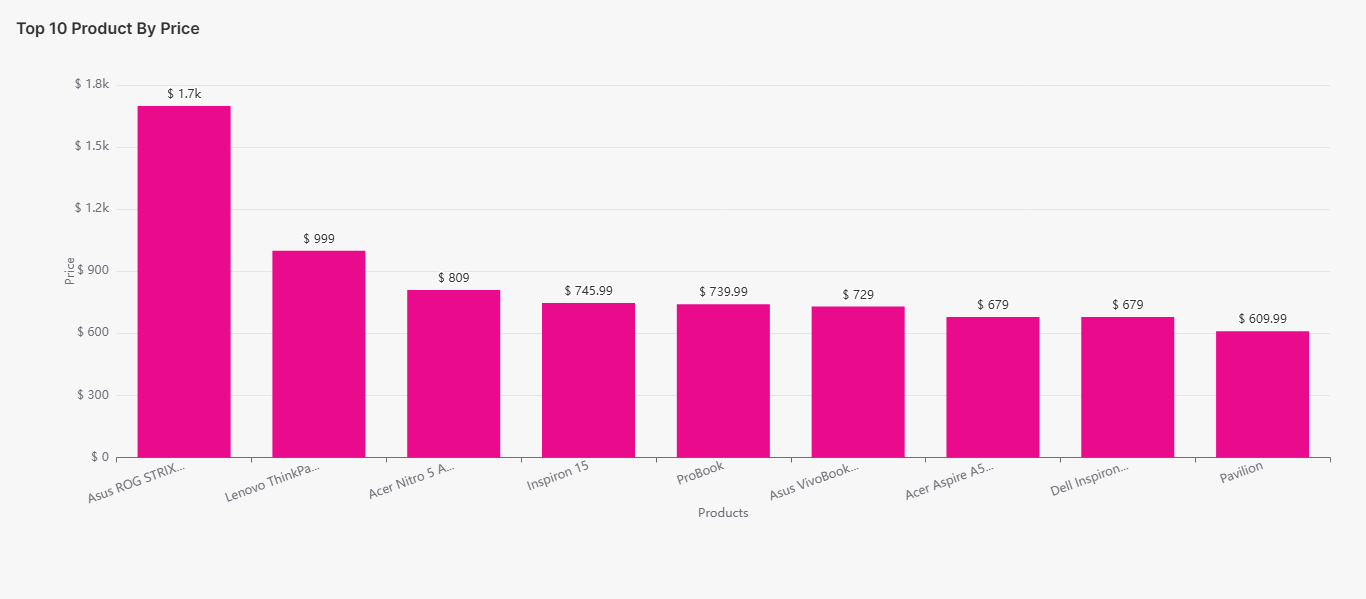 Top 10 Product By Price
$ 1.8k
$ 1.5k
$ 1.2k
$ 900
$ 600
$ 300
$ 0
Price
$ 1.7k
$ 999
$ 809
$ 745.99
$ 739.99
$ 729
$ 679
$ 679
$ 609.99
Asus ROG STRIX...
Lenovo ThinkPa...
Acer Nitro 5 A...
Inspiron 15
ProBook
Asus VivoBook...
Acer Aspire A5...
Dell Inspiron...
Pavilion
Products